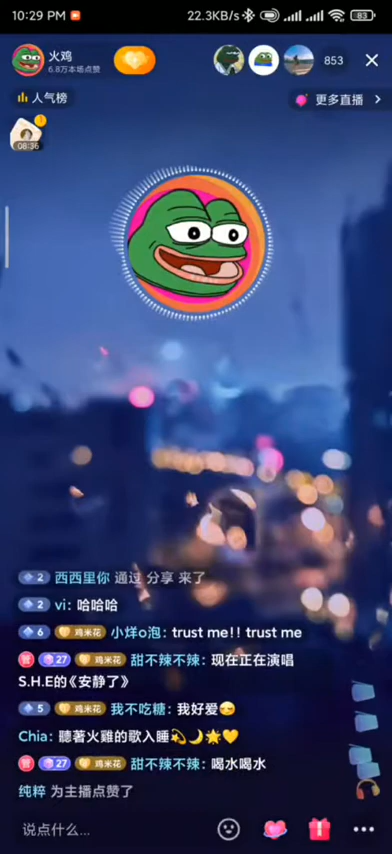 10:29 PM
22.3KB/s
83
火鸡
6.8万本场点赞
853
人气榜
更多直播
1
08:36
2 西西里你 通过 分享 来了
2 vi: 哈哈哈
6 鸡米花 小烊o泡: trust me!! trust me
管 27 鸡米花 甜不辣不辣: 现在正在演唱
S.H.E的《安静了》
5 鸡米花 我不吃糖: 我好爱
Chia: 聽著火雞的歌入睡
管 27 鸡米花 甜不辣不辣: 喝水喝水
纯粹 为主播点赞了
说点什么...